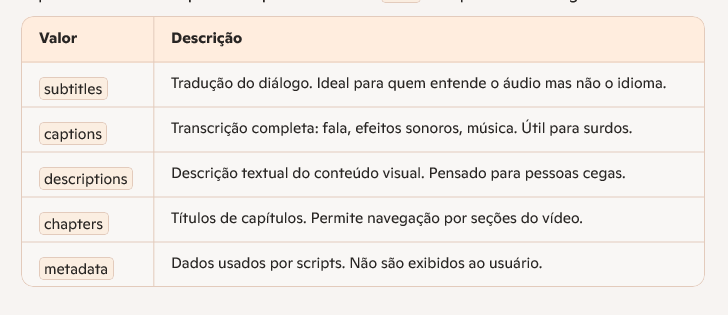 Valor Descrição
subtitles Tradução do diálogo. Ideal para quem entende o áudio mas não o idioma.
captions Transcrição completa: fala, efeitos sonoros, música. Útil para surdos.
descriptions Descrição textual do conteúdo visual. Pensado para pessoas cegas.
chapters Títulos de capítulos. Permite navegação por seções do vídeo.
metadata Dados usados por scripts. Não são exibidos ao usuário.